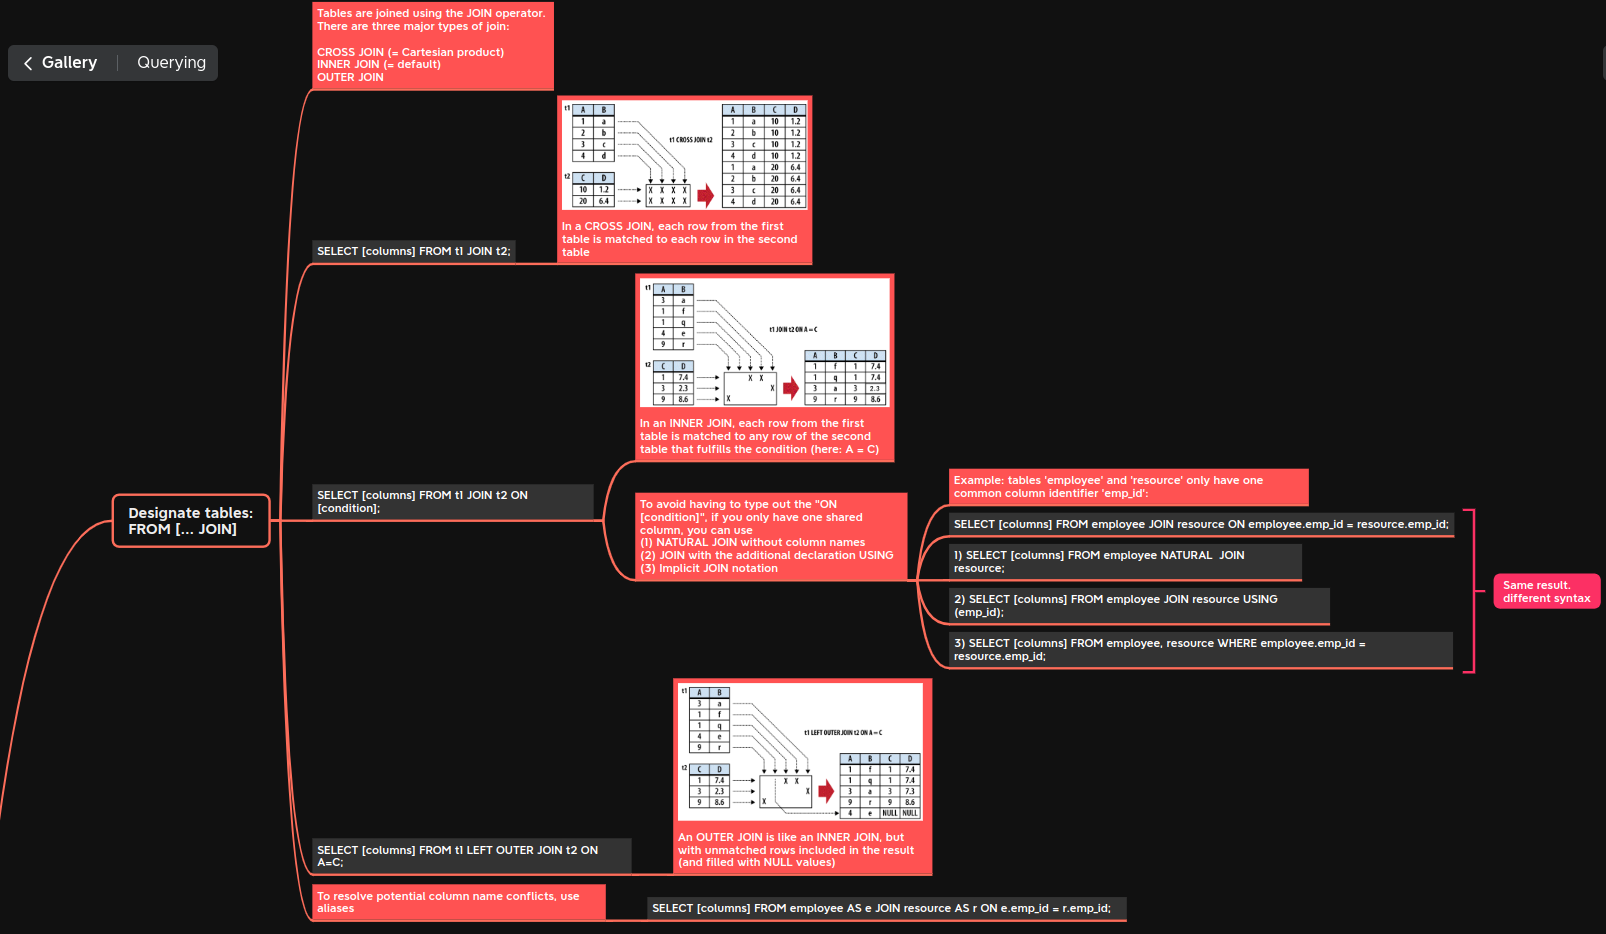 Gallery
Querying
Tables are joined using the JOIN operator.
There are three major types of join:
CROSS JOIN (= Cartesian product)
INNER JOIN (= default)
OUTER JOIN
t1
A B
1 a
2 b
3 c
4 d
t2
C D
10 1.2
20 6.4
t1 CROSS JOIN t2
X X X X
X X X X
A B C D
1 a 10 1.2
2 b 10 1.2
3 c 10 1.2
4 d 10 1.2
1 a 20 6.4
2 b 20 6.4
3 c 20 6.4
4 d 20 6.4
In a CROSS JOIN, each row from the first
table is matched to each row in the second
table
SELECT [columns] FROM t1 JOIN t2;
t1
A B
3 a
1 f
1 q
4 e
9 r
t2
C D
1 7.4
3 2.3
9 8.6
t1 JOIN t2 ON A = C
X X
X
X
A B C D
1 f 1 7.4
1 q 1 7.4
3 a 3 2.3
9 r 9 8.6
In an INNER JOIN, each row from the first
table is matched to any row of the second
table that fulfills the condition (here: A = C)
SELECT [columns] FROM t1 JOIN t2 ON
[condition];
Designate tables:
FROM [... JOIN]
To avoid having to type out the "ON
[condition]", if you only have one shared
column, you can use
(1) NATURAL JOIN without column names
(2) JOIN with the additional declaration USING
(3) Implicit JOIN notation
Example: tables 'employee' and 'resource' only have one
common column identifier 'emp_id':
SELECT [columns] FROM employee JOIN resource ON employee.emp_id = resource.emp_id;
1) SELECT [columns] FROM employee NATURAL  JOIN
resource;
2) SELECT [columns] FROM employee JOIN resource USING
(emp_id);
3) SELECT [columns] FROM employee, resource WHERE employee.emp_id =
resource.emp_id;
Same result.
different syntax
t1
A B
3 a
1 f
1 q
4 e
9 r
t2
C D
1 7.4
3 2.3
9 8.6
t1 LEFT OUTER JOIN t2 ON A = C
X X
X
X
A B C D
1 f 1 7.4
1 q 1 7.4
3 a 3 7.3
9 r 9 8.6
4 e NULL NULL
An OUTER JOIN is like an INNER JOIN, but
with unmatched rows included in the result
(and filled with NULL values)
SELECT [columns] FROM t1 LEFT OUTER JOIN t2 ON
A=C;
To resolve potential column name conflicts, use
aliases
SELECT [columns] FROM employee AS e JOIN resource AS r ON e.emp_id = r.emp_id;